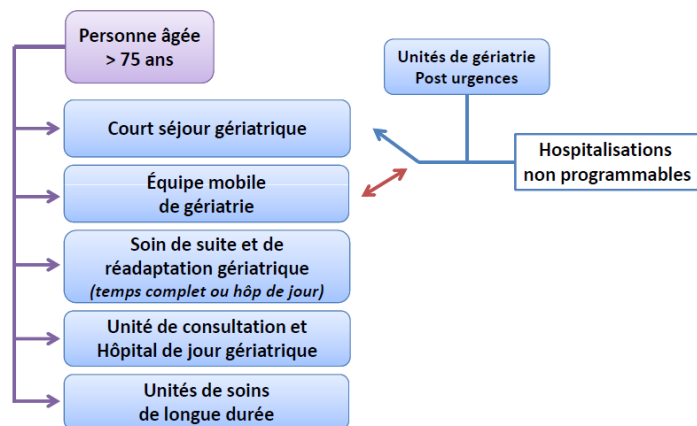 Personne âgée
> 75 ans
Unités de gériatrie
Post urgences
Court séjour gériatrique
Hospitalisations
non programmables
Équipe mobile
de gériatrie
Soin de suite et de
réadaptation gériatrique
(temps complet ou hôp de jour)
Unité de consultation et
Hôpital de jour gériatrique
Unités de soins
de longue durée